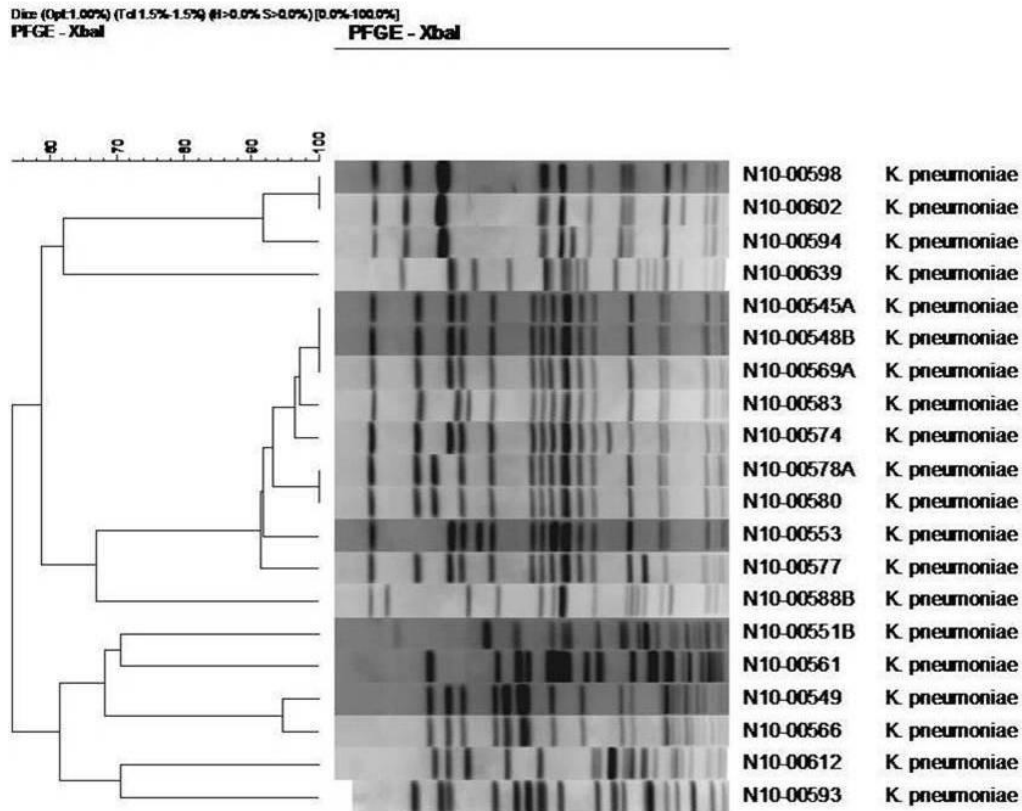 Dice (Opt:1.00%) (Tol 1.5%-1.5%) (H>0.0% S>0.0%) [0.0%-100.0%]
PFGE - XbaI PFGE - XbaI
60 70 80 90 100
N10-00598 K. pneumoniae
N10-00602 K. pneumoniae
N10-00594 K. pneumoniae
N10-00639 K. pneumoniae
N10-00545A K. pneumoniae
N10-00548B K. pneumoniae
N10-00569A K. pneumoniae
N10-00583 K. pneumoniae
N10-00574 K. pneumoniae
N10-00578A K. pneumoniae
N10-00580 K. pneumoniae
N10-00553 K. pneumoniae
N10-00577 K. pneumoniae
N10-00588B K. pneumoniae
N10-00551B K. pneumoniae
N10-00561 K. pneumoniae
N10-00549 K. pneumoniae
N10-00566 K. pneumoniae
N10-00612 K. pneumoniae
N10-00593 K. pneumoniae